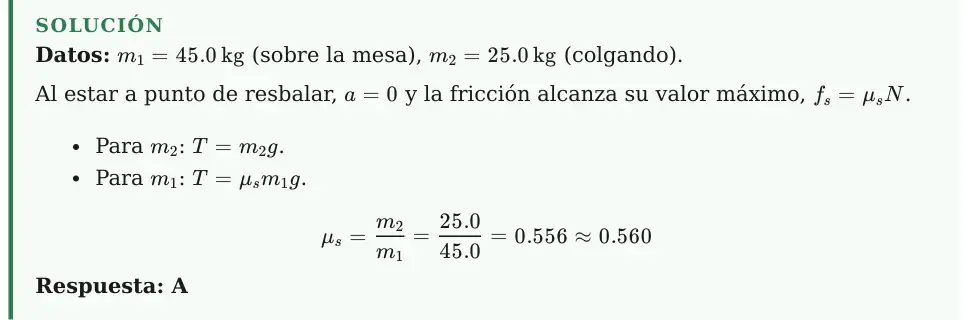 SOLUCIÓN
Datos: m₁ = 45.0 kg (sobre la mesa), m₂ = 25.0 kg (colgando).
Al estar a punto de resbalar, a = 0 y la fricción alcanza su valor máximo, fₛ = μₛN.
• Para m₂: T = m₂g.
• Para m₁: T = μₛm₁g.
μₛ = m₂/m₁ = 25.0/45.0 = 0.556 ≈ 0.560
Respuesta: A